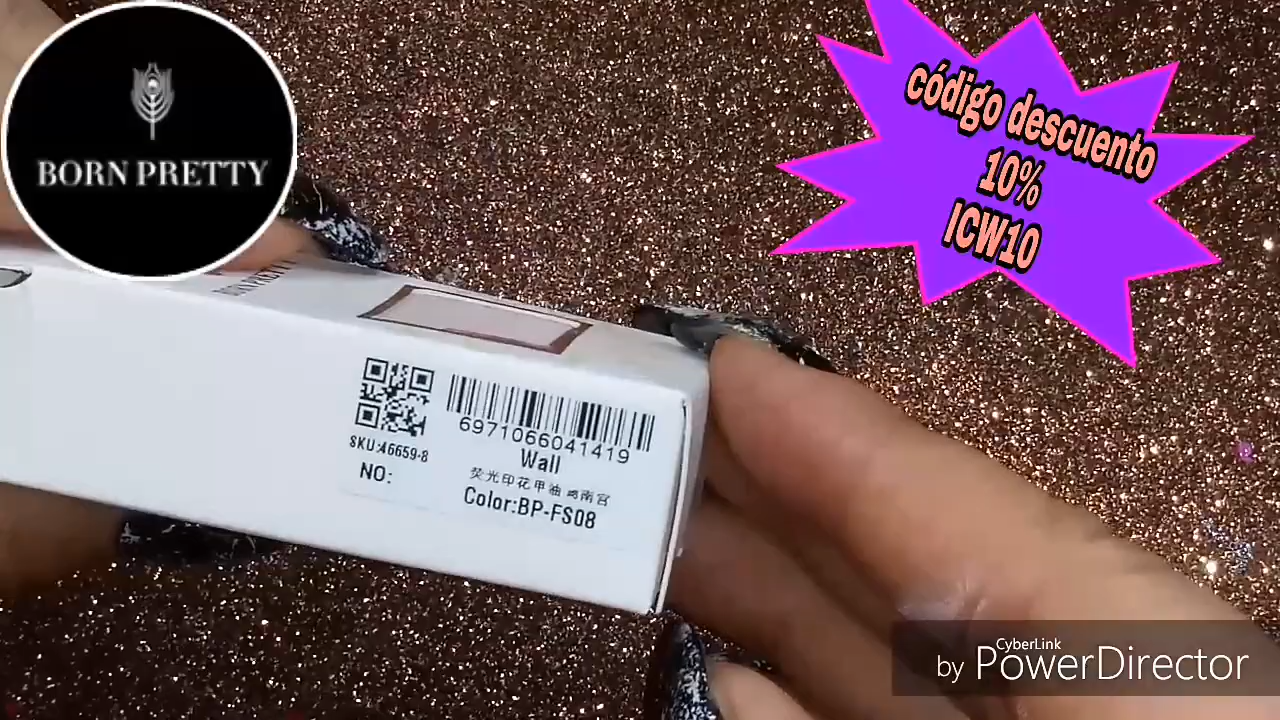 BORN PRETTY
código descuento
10%
ICW10
6971066041419
SKU:46659-8
Wall
NO:
Color:BP-FS08
CyberLink
by PowerDirector